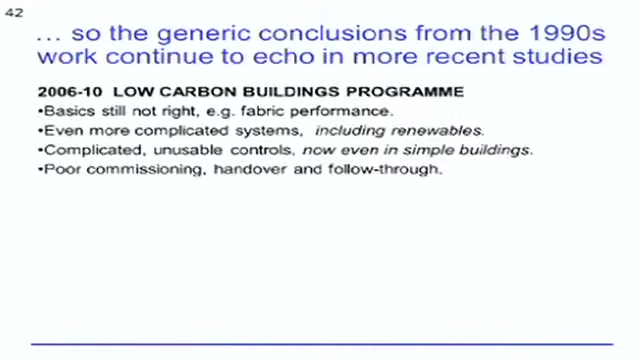 42
... so the generic conclusions from the 1990s
work continue to echo in more recent studies
2006-10 LOW CARBON BUILDINGS PROGRAMME
•Basics still not right, e.g. fabric performance.
•Even more complicated systems, including renewables.
•Complicated, unusable controls, now even in simple buildings.
•Poor commissioning, handover and follow-through.